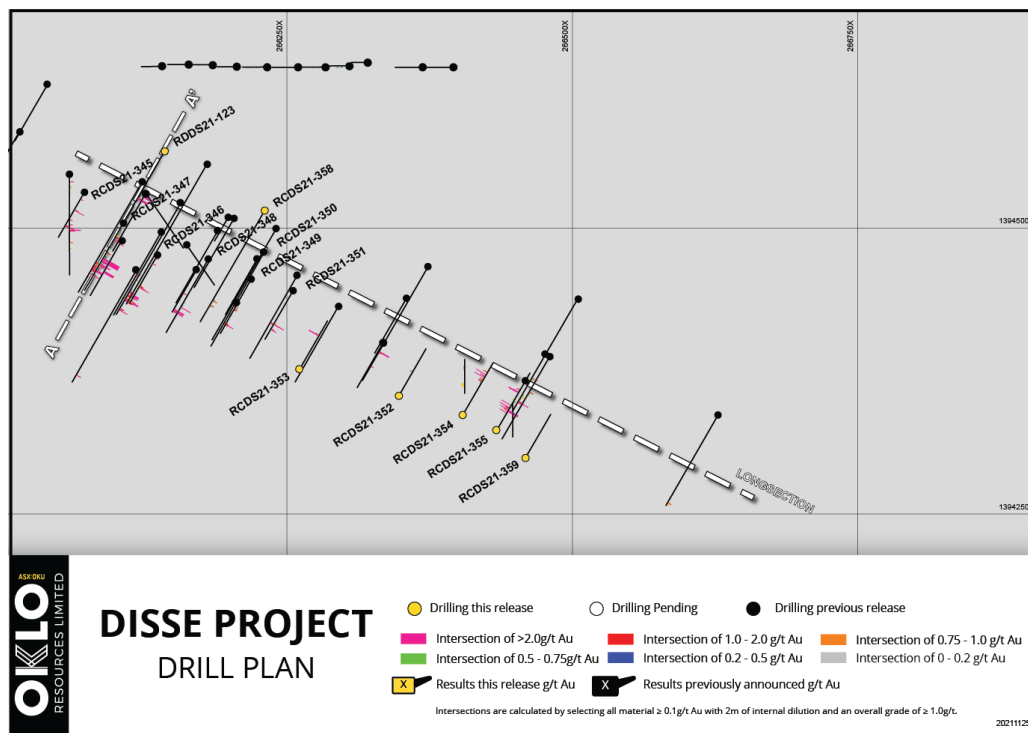 266250X
266500X
266750X
A'
RDDS21-123
RCDS21-345
RCDS21-347
RCDS21-346
RCDS21-358
RCDS21-350
RCDS21-348
RCDS21-349
RCDS21-351
1394500
RCDS21-353
A
RCDS21-352
RCDS21-354
RCDS21-355
RCDS21-359
LONGSECTION
1394250
ASX:OKU
OKLO
RESOURCES LIMITED
DISSE PROJECT
DRILL PLAN
Drilling this release
Drilling Pending
Drilling previous release
Intersection of >2.0g/t Au
Intersection of 1.0 - 2.0 g/t Au
Intersection of 0.75 - 1.0 g/t Au
Intersection of 0.5 - 0.75g/t Au
Intersection of 0.2 - 0.5 g/t Au
Intersection of 0 - 0.2 g/t Au
X Results this release g/t Au
X Results previously announced g/t Au
Intersections are calculated by selecting all material ≥ 0.1g/t Au with 2m of internal dilution and an overall grade of ≥ 1.0g/t.
20211125